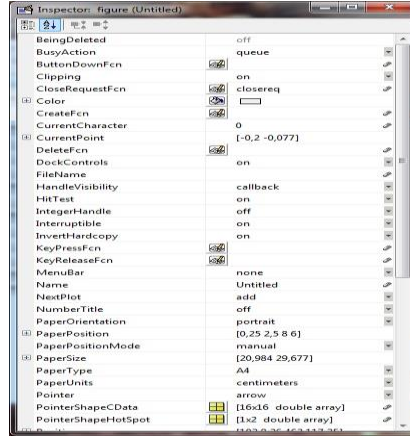 Inspector: figure (Untitled)
BeingDeleted off
BusyAction queue
ButtonDownFcn
Clipping on
CloseRequestFcn closereq
Color
CreateFcn
CurrentCharacter 0
CurrentPoint [-0,2 -0,077]
DeleteFcn
DockControls on
FileName
HandleVisibility callback
HitTest on
IntegerHandle off
Interruptible on
InvertHardcopy on
KeyPressFcn
KeyReleaseFcn
MenuBar none
Name Untitled
NextPlot add
NumberTitle off
PaperOrientation portrait
PaperPosition [0,25 2,5 8 6]
PaperPositionMode manual
PaperSize [20,984 29,677]
PaperType A4
PaperUnits centimeters
Pointer arrow
PointerShapeCData [16x16 double array]
PointerShapeHotSpot [1x2 double array]